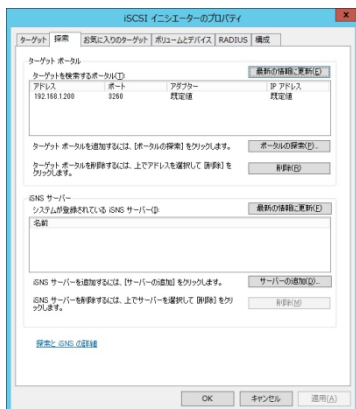 iSCSI イニシエーターのプロパティ
x
ターゲット 探索 お気に入りのターゲット ボリュームとデバイス RADIUS 構成
ターゲット ポータル
ターゲットを検索するポータル(T): 最新の情報に更新(E)
アドレス ポート アダプター IP アドレス
192.168.1.200 3260 既定値 既定値
ターゲット ポータルを追加するには、[ポータルの探索] をクリックします。 ポータルの探索(P)...
ターゲット ポータルを削除するには、上でアドレスを選択して [削除] を
クリックします。
削除(R)
iSNS サーバー
システムが登録されている iSNS サーバー(I): 最新の情報に更新(F)
名前
iSNS サーバーを追加するには、[サーバーの追加] をクリックします。 サーバーの追加(D)...
iSNS サーバーを削除するには、上でサーバーを選択して [削除] をクリ
ックします。
削除(M)
探索と iSNS の詳細
OK キャンセル 適用(A)